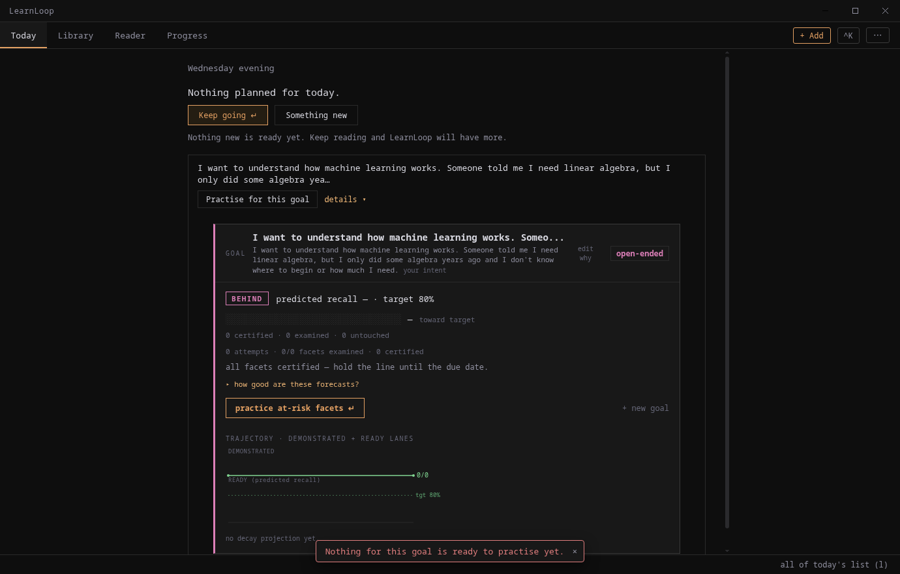 LearnLoop
Today Library Reader Progress + Add ^K ⋯
Wednesday evening
Nothing planned for today.
Keep going ↵ Something new
Nothing new is ready yet. Keep reading and LearnLoop will have more.
I want to understand how machine learning works. Someone told me I need linear algebra, but I
only did some algebra yea…
Practise for this goal details ▾
GOAL
I want to understand how machine learning works. Someo...
I want to understand how machine learning works. Someone told me I need
linear algebra, but I only did some algebra years ago and I don't know
where to begin or how much I need. your intent
edit
why
open-ended
BEHIND predicted recall — · target 80%
— toward target
0 certified · 0 examined · 0 untouched
0 attempts · 0/0 facets examined · 0 certified
all facets certified — hold the line until the due date.
▸ how good are these forecasts?
practice at-risk facets ↵ + new goal
TRAJECTORY · DEMONSTRATED + READY LANES
DEMONSTRATED
0/0
READY (predicted recall)
tgt 80%
no decay projection yet
Nothing for this goal is ready to practise yet. ×
all of today's list (1)